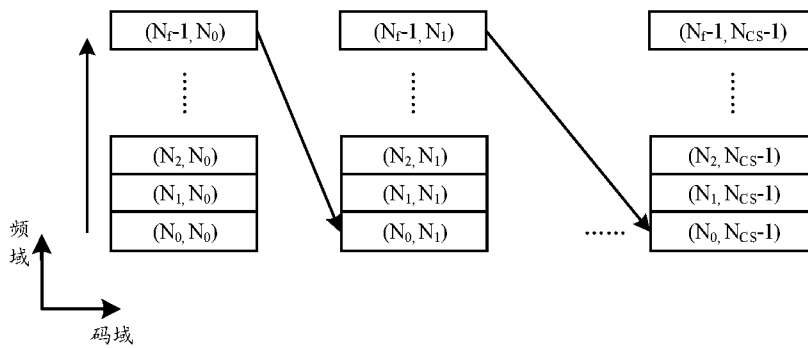 (Nf-1, N0) (Nf-1, N1) (Nf-1, NCS-1)
(N2, N0) (N2, N1) (N2, NCS-1)
(N1, N0) (N1, N1) (N1, NCS-1)
(N0, N0) (N0, N1) …… (N0, NCS-1)
频域
码域